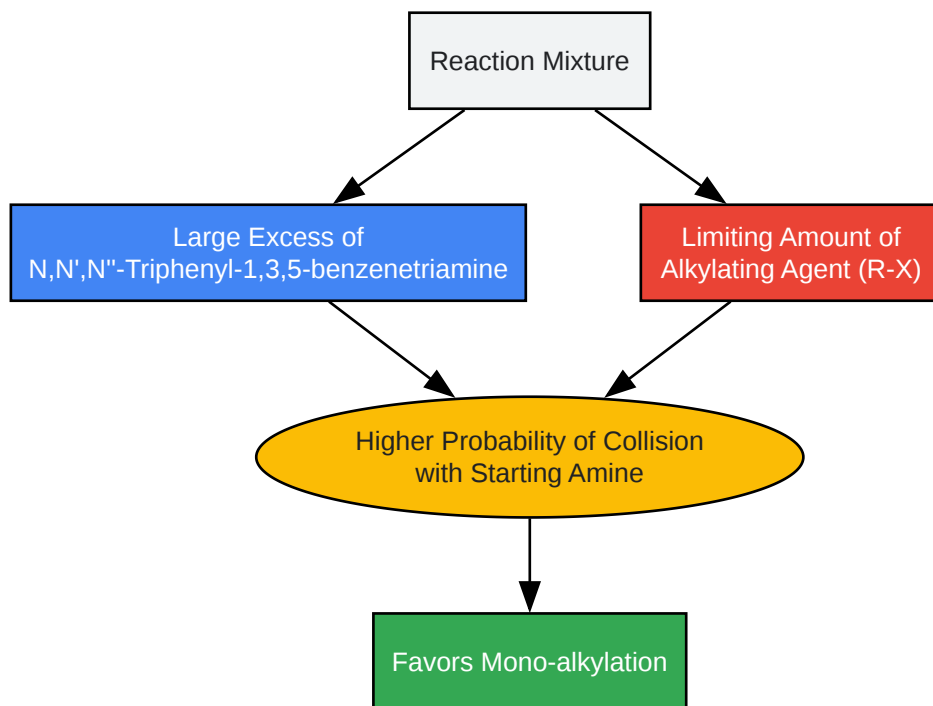 Reaction Mixture
Large Excess of
N,N',N''-Triphenyl-1,3,5-benzenetriamine
Limiting Amount of
Alkylating Agent (R-X)
Higher Probability of Collision
with Starting Amine
Favors Mono-alkylation